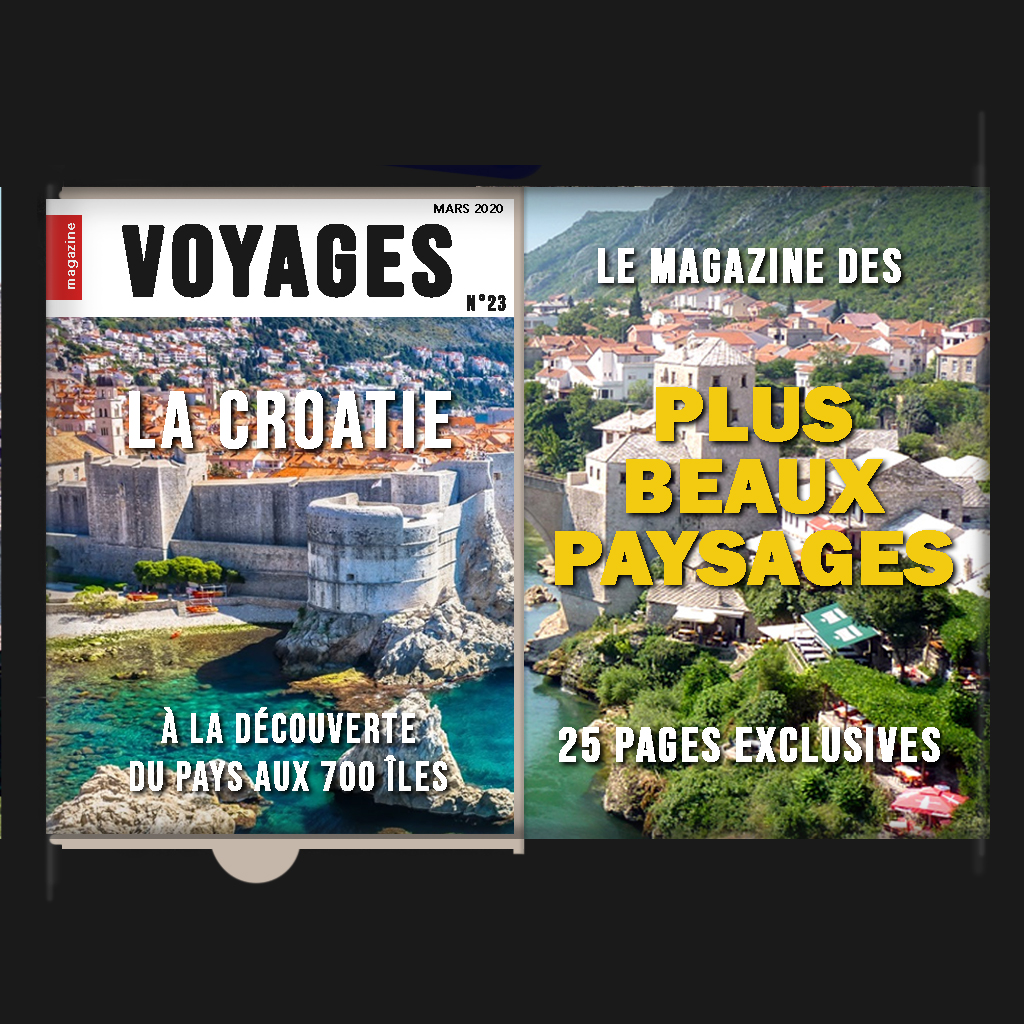 MARS 2020
magazine
VOYAGES
N°23
LA CROATIE
À LA DÉCOUVERTE
DU PAYS AUX 700 ÎLES
LE MAGAZINE DES
PLUS
BEAUX
PAYSAGES
25 PAGES EXCLUSIVES